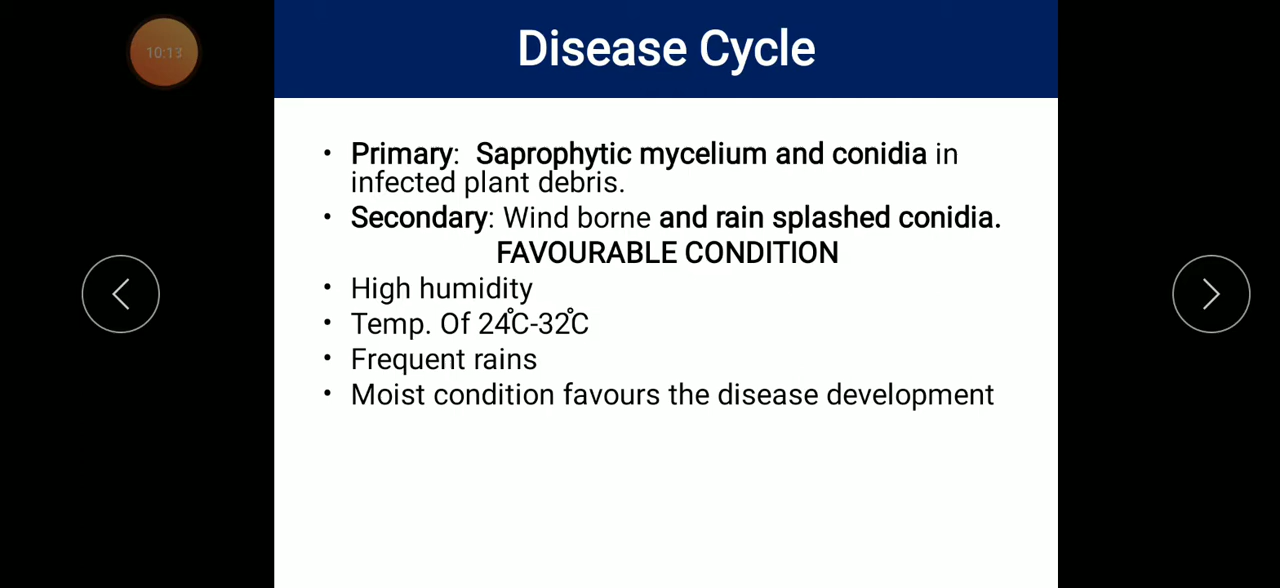 10:13
Disease Cycle
• Primary: Saprophytic mycelium and conidia in
infected plant debris.
• Secondary: Wind borne and rain splashed conidia.
FAVOURABLE CONDITION
• High humidity
• Temp. Of 24°C-32°C
• Frequent rains
• Moist condition favours the disease development